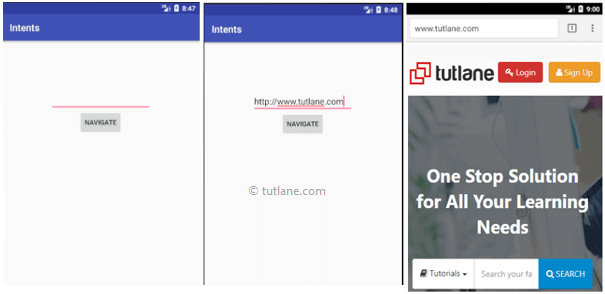 8:47
Intents
NAVIGATE
8:48
Intents
http://www.tutlane.com
NAVIGATE
© tutlane.com
9:00
www.tutlane.com
1
tutlane
Login
Sign Up
One Stop Solution
for All Your Learning
Needs
Tutorials
Search your fa
SEARCH